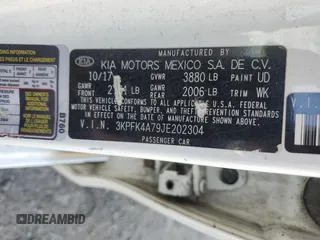 KIA KIA MOTORS MEXICO S.A. DE C.V.
10/17 GVWR 3880 LB PAINT UD
GAWR FRONT LB GAWR REAR 2006 LB TRIM WK
THIS VEHICLE CONFORMS TO ALL APPLICABLE FEDERAL MOTOR VEHICLE
SAFETY, BUMPER, AND THEFT PREVENTION STANDARDS IN
EFFECT ON THE DATE OF MANUFACTURE SHOWN ABOVE.
V.I.N. 3KPFK4A79JE202304
PASSENGER CAR
B760
DREAMBID